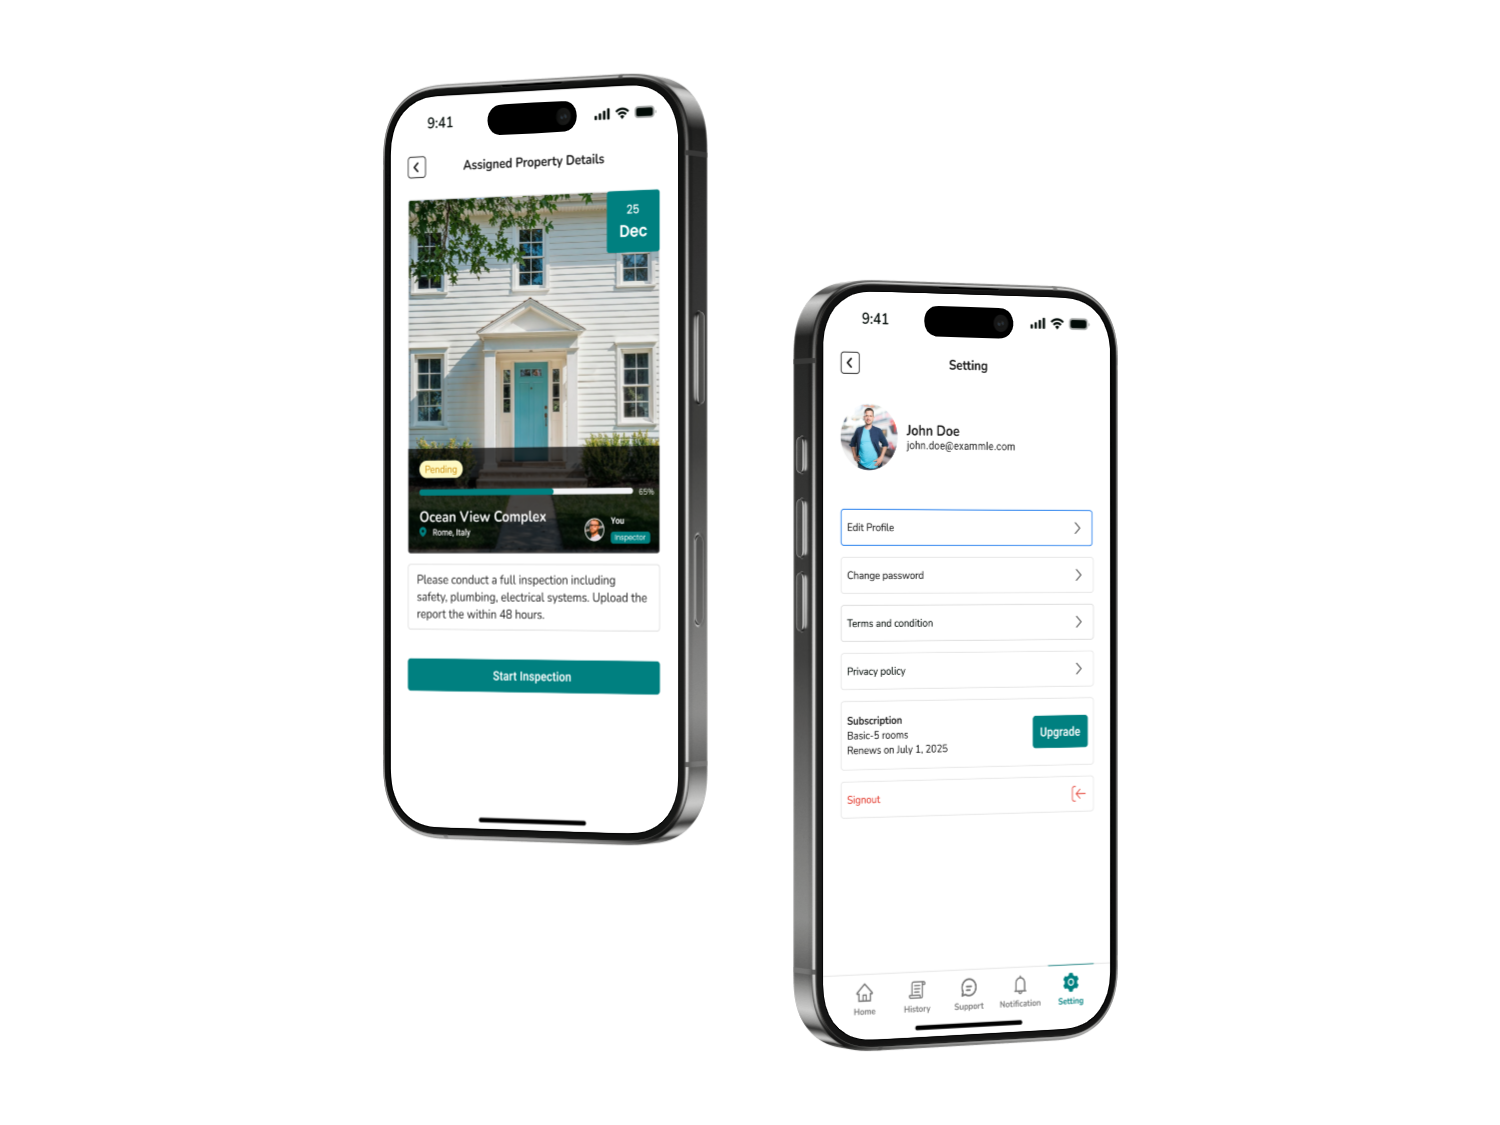 9:41
Assigned Property Details
25
Dec
Pending
65%
Ocean View Complex
Rome, Italy
You
Inspector
Please conduct a full inspection including
safety, plumbing, electrical systems. Upload the
report the within 48 hours.
Start Inspection
9:41
Setting
John Doe
john.doe@exammle.com
Edit Profile
Change password
Terms and condition
Privacy policy
Subscription
Basic-5 rooms
Renews on July 1, 2025
Upgrade
Signout
Home
History
Support
Notification
Setting